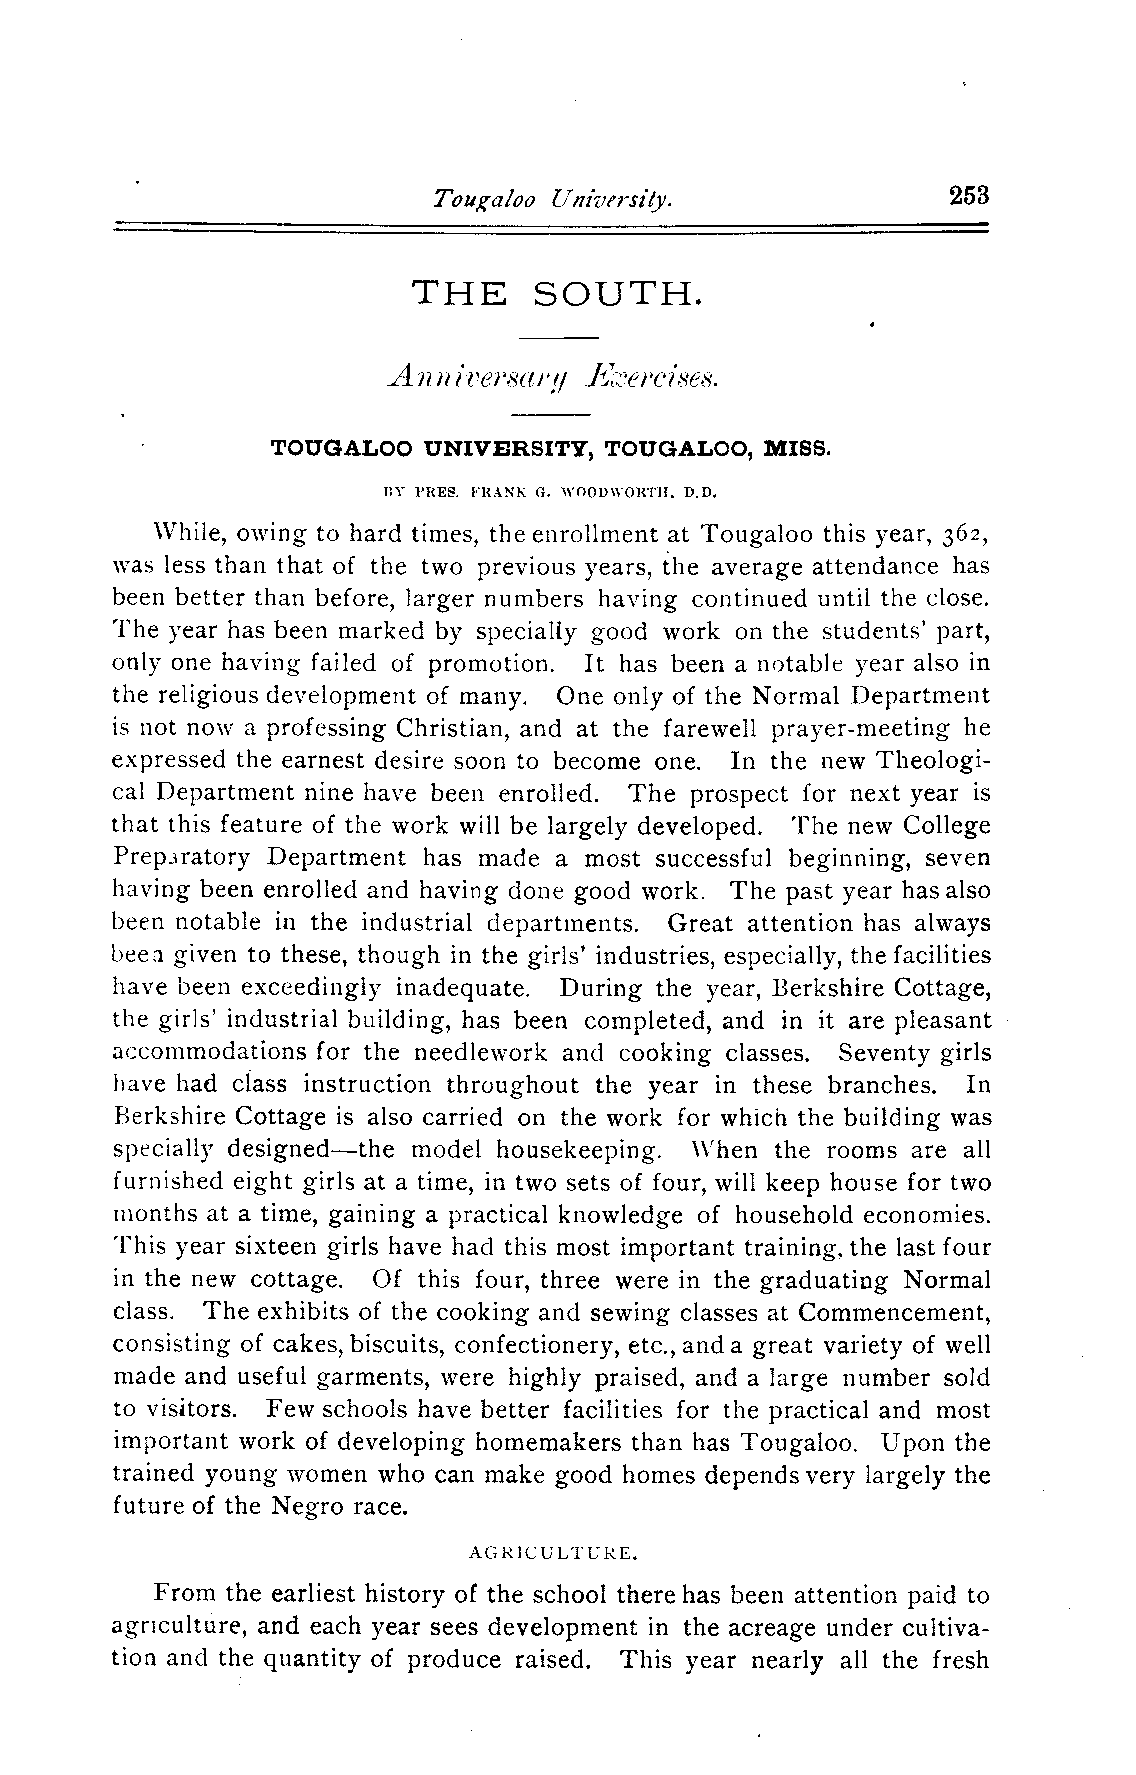 Tougaloo University. 253
THE SOUTH.
Anniversary Exercises.
TOUGALOO UNIVERSITY, TOUGALOO, MISS.
BY PRES. FRANK G. WOODWORTH, D.D.
While, owing to hard times, the enrollment at Tougaloo this year, 362,
was less than that of the two previous years, the average attendance has
been better than before, larger numbers having continued until the close.
The year has been marked by specially good work on the students' part,
only one having failed of promotion. It has been a notable year also in
the religious development of many. One only of the Normal Department
is not now a professing Christian, and at the farewell prayer-meeting he
expressed the earnest desire soon to become one. In the new Theologi-
cal Department nine have been enrolled. The prospect for next year is
that this feature of the work will be largely developed. The new College
Preparatory Department has made a most successful beginning, seven
having been enrolled and having done good work. The past year has also
been notable in the industrial departments. Great attention has always
been given to these, though in the girls' industries, especially, the facilities
have been exceedingly inadequate. During the year, Berkshire Cottage,
the girls' industrial building, has been completed, and in it are pleasant
accommodations for the needlework and cooking classes. Seventy girls
have had class instruction throughout the year in these branches. In
Berkshire Cottage is also carried on the work for which the building was
specially designed—the model housekeeping. When the rooms are all
furnished eight girls at a time, in two sets of four, will keep house for two
months at a time, gaining a practical knowledge of household economies.
This year sixteen girls have had this most important training, the last four
in the new cottage. Of this four, three were in the graduating Normal
class. The exhibits of the cooking and sewing classes at Commencement,
consisting of cakes, biscuits, confectionery, etc., and a great variety of well
made and useful garments, were highly praised, and a large number sold
to visitors. Few schools have better facilities for the practical and most
important work of developing homemakers than has Tougaloo. Upon the
trained young women who can make good homes depends very largely the
future of the Negro race.
AGRICULTURE.
From the earliest history of the school there has been attention paid to
agriculture, and each year sees development in the acreage under cultiva-
tion and the quantity of produce raised. This year nearly all the fresh